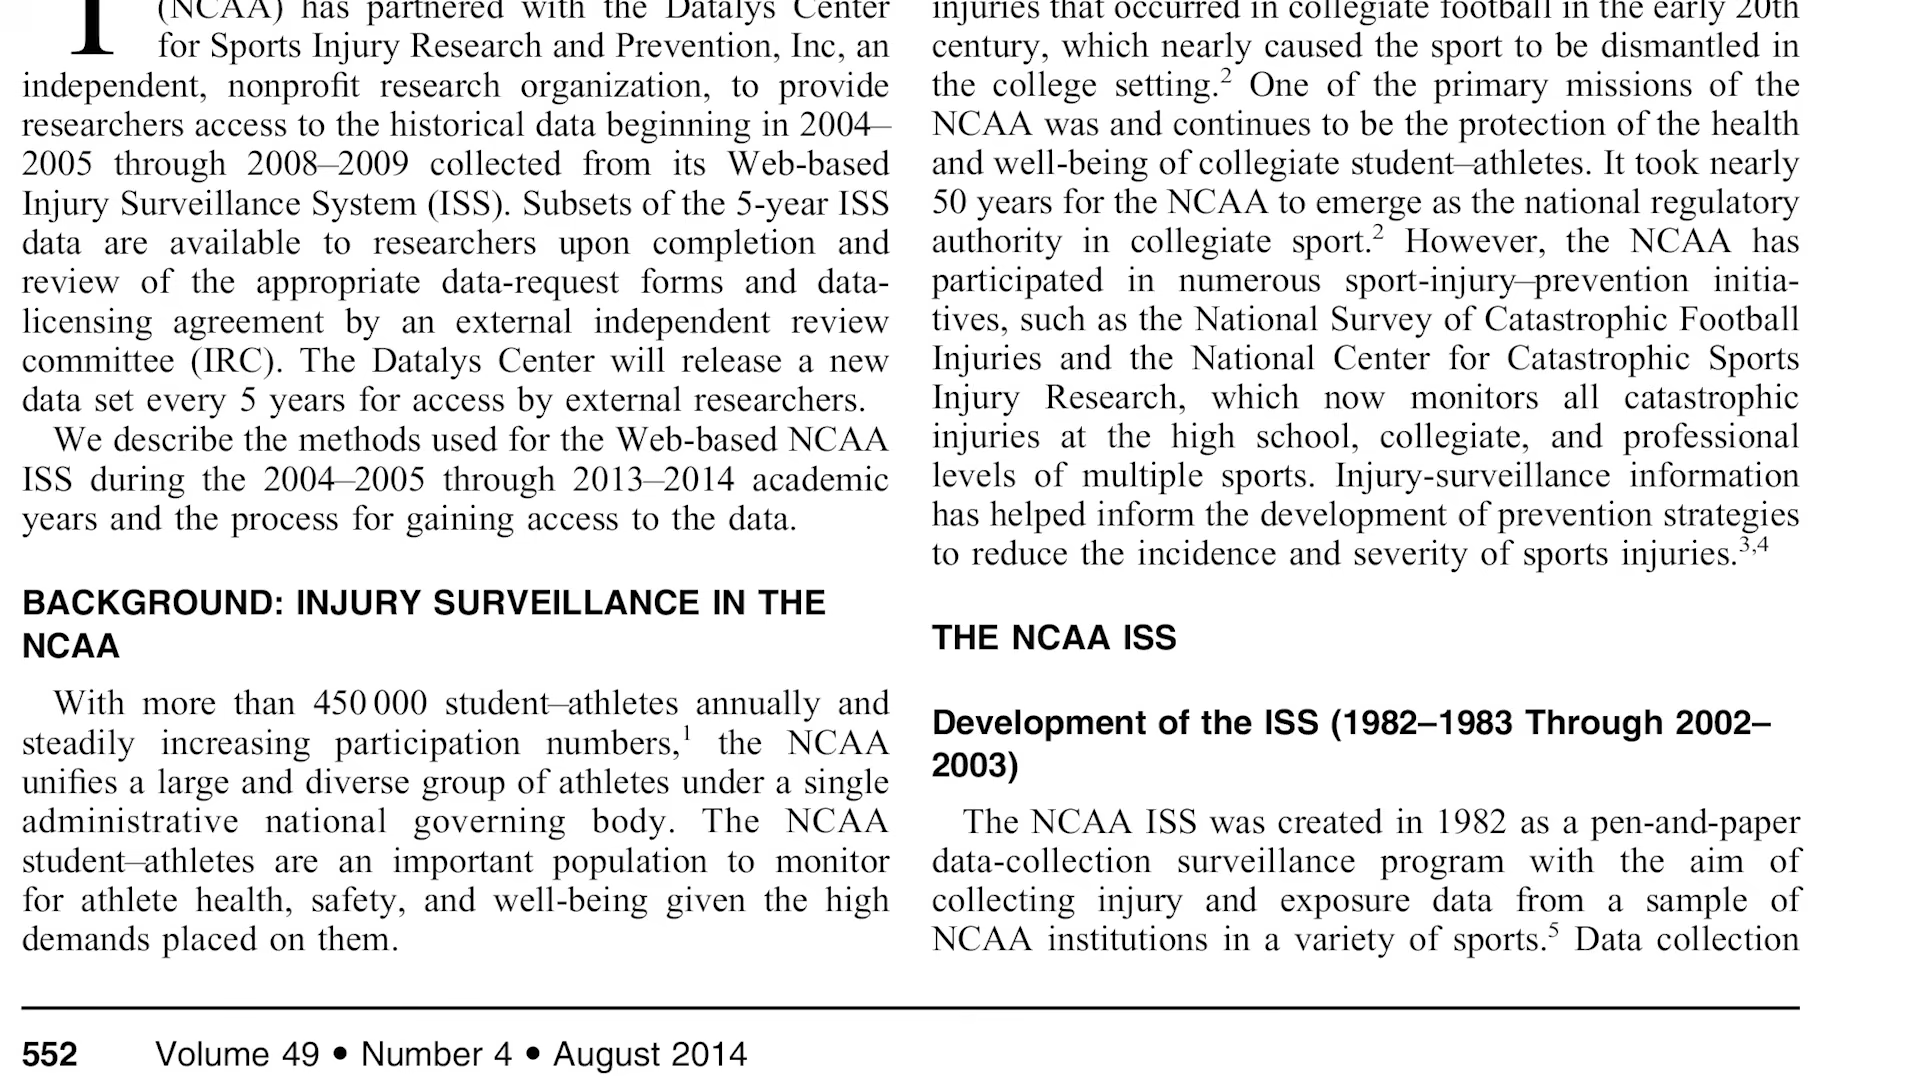 T
(NCAA) has partnered with the Datalys Center
for Sports Injury Research and Prevention, Inc, an
independent, nonprofit research organization, to provide
researchers access to the historical data beginning in 2004–
2005 through 2008–2009 collected from its Web-based
Injury Surveillance System (ISS). Subsets of the 5-year ISS
data are available to researchers upon completion and
review of the appropriate data-request forms and data-
licensing agreement by an external independent review
committee (IRC). The Datalys Center will release a new
data set every 5 years for access by external researchers.
We describe the methods used for the Web-based NCAA
ISS during the 2004–2005 through 2013–2014 academic
years and the process for gaining access to the data.
BACKGROUND: INJURY SURVEILLANCE IN THE
NCAA
With more than 450 000 student–athletes annually and
steadily increasing participation numbers,¹ the NCAA
unifies a large and diverse group of athletes under a single
administrative national governing body. The NCAA
student–athletes are an important population to monitor
for athlete health, safety, and well-being given the high
demands placed on them.
injuries that occurred in collegiate football in the early 20th
century, which nearly caused the sport to be dismantled in
the college setting.² One of the primary missions of the
NCAA was and continues to be the protection of the health
and well-being of collegiate student–athletes. It took nearly
50 years for the NCAA to emerge as the national regulatory
authority in collegiate sport.² However, the NCAA has
participated in numerous sport-injury–prevention initia-
tives, such as the National Survey of Catastrophic Football
Injuries and the National Center for Catastrophic Sports
Injury Research, which now monitors all catastrophic
injuries at the high school, collegiate, and professional
levels of multiple sports. Injury-surveillance information
has helped inform the development of prevention strategies
to reduce the incidence and severity of sports injuries.³,⁴
THE NCAA ISS
Development of the ISS (1982–1983 Through 2002–
2003)
The NCAA ISS was created in 1982 as a pen-and-paper
data-collection surveillance program with the aim of
collecting injury and exposure data from a sample of
NCAA institutions in a variety of sports.⁵ Data collection
552 Volume 49 • Number 4 • August 2014